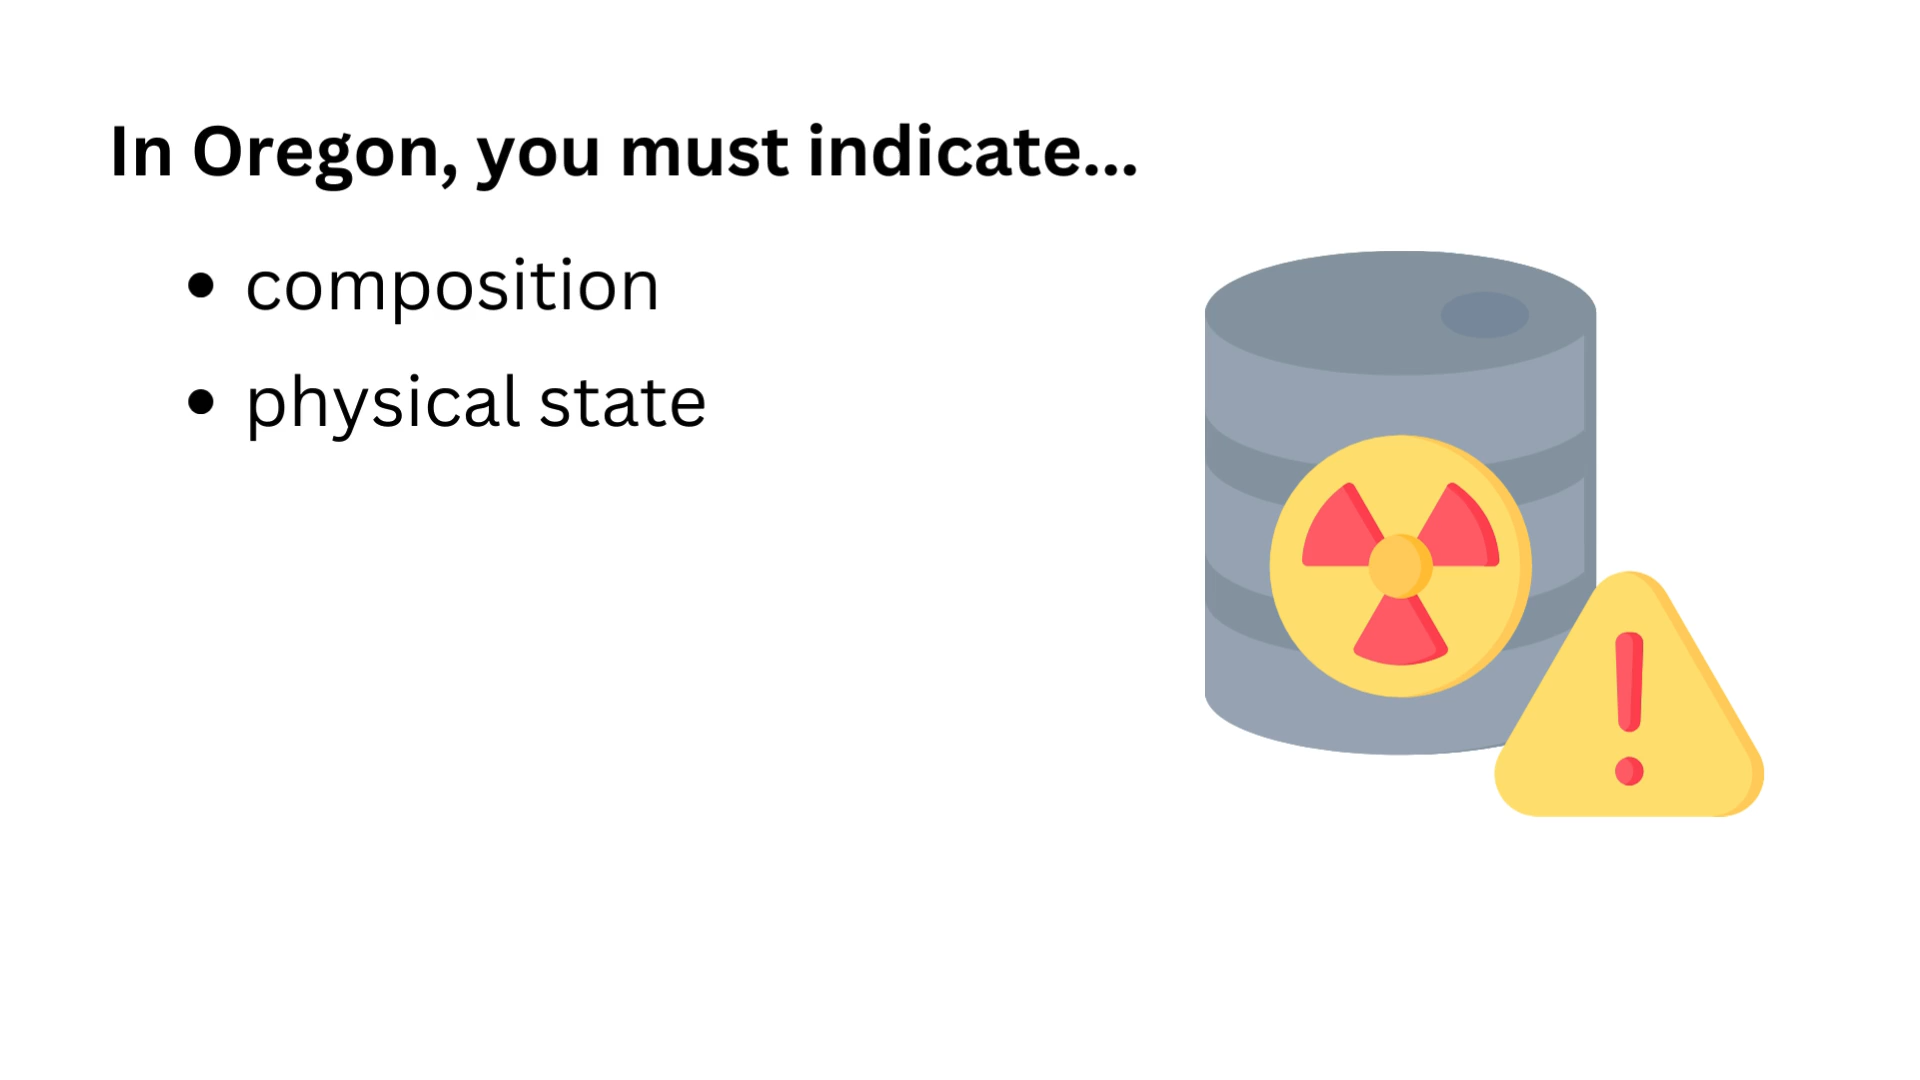 In Oregon, you must indicate...
• composition
• physical state